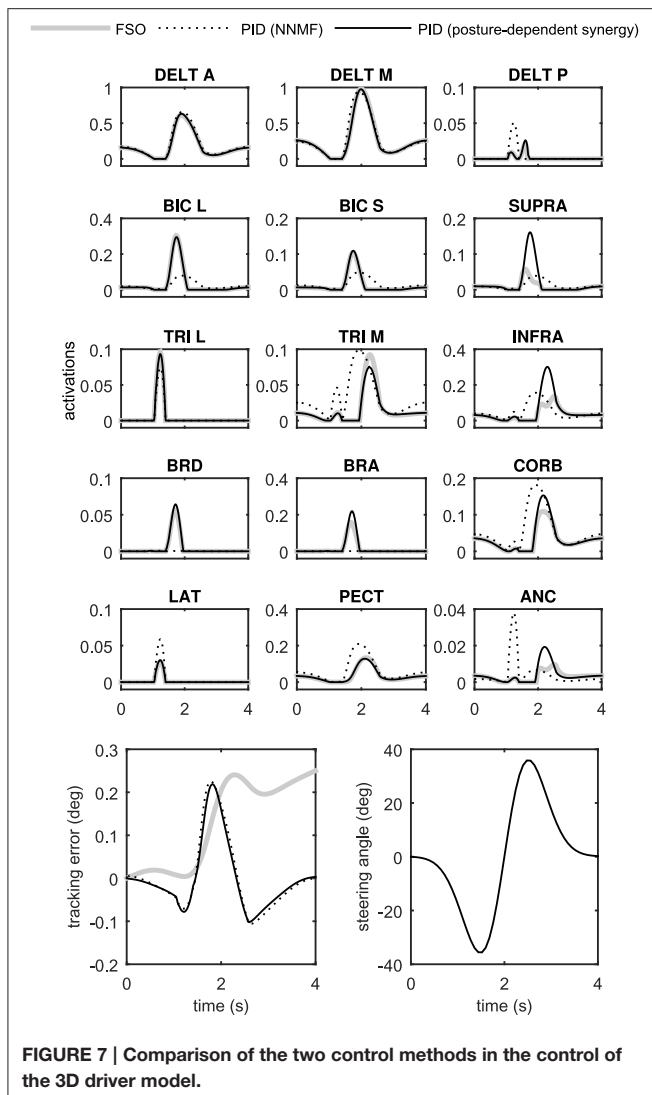 FSO PID (NNMF) PID (posture-dependent synergy)
DELT A DELT M DELT P
1 1 0.1
0.5 0.5 0.05
0 0 0
BIC L BIC S SUPRA
0.4 0.2 0.2
0.2 0.1 0.1
0 0 0
TRI L TRI M INFRA
0.1 0.1 0.4
0.05 0.05 0.2
0 0 0
activations
BRD BRA CORB
0.1 0.4 0.2
0.05 0.2 0.1
0 0 0
LAT PECT ANC
0.1 0.4 0.04
0.05 0.2 0.02
0 0 0
0 2 4 0 2 4 0 2 4
0.3 40
0.2 20
0.1 0
0 -20
-0.1 -40
-0.2
tracking error (deg) steering angle (deg)
0 2 4 0 2 4
time (s) time (s)
FIGURE 7 | Comparison of the two control methods in the control of
the 3D driver model.